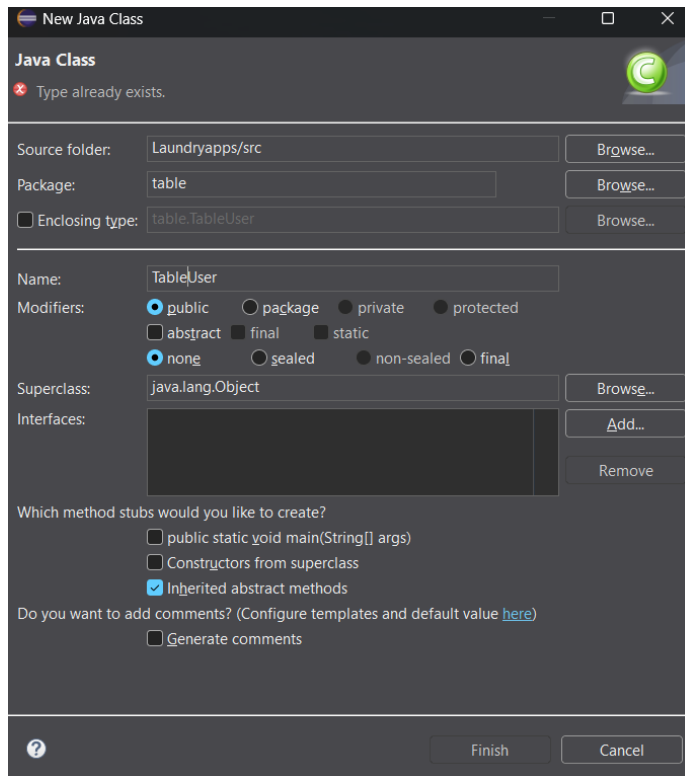 New Java Class
Java Class
Type already exists.
Source folder: Laundryapps/src Browse...
Package: table Browse...
Enclosing type: table.TableUser Browse...
Name: TableUser
Modifiers: public package private protected
abstract final static
none sealed non-sealed final
Superclass: java.lang.Object Browse...
Interfaces: Add...
Remove
Which method stubs would you like to create?
public static void main(String[] args)
Constructors from superclass
Inherited abstract methods
Do you want to add comments? (Configure templates and default value here)
Generate comments
? Finish Cancel